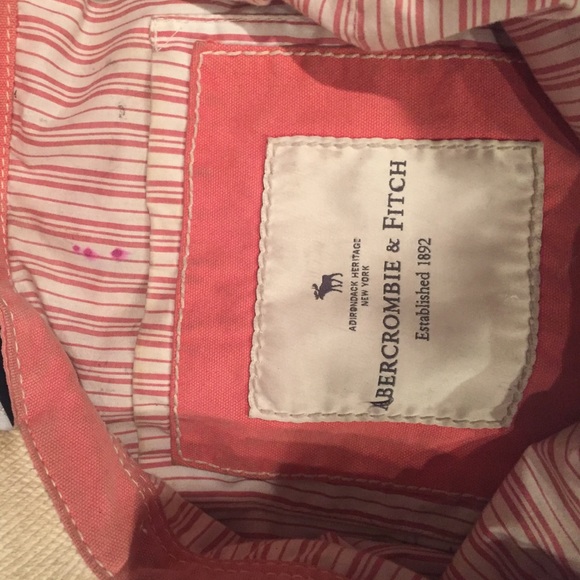 ADIRONDACK HERITAGE
NEW YORK
ABERCROMBIE & FITCH
Established 1892